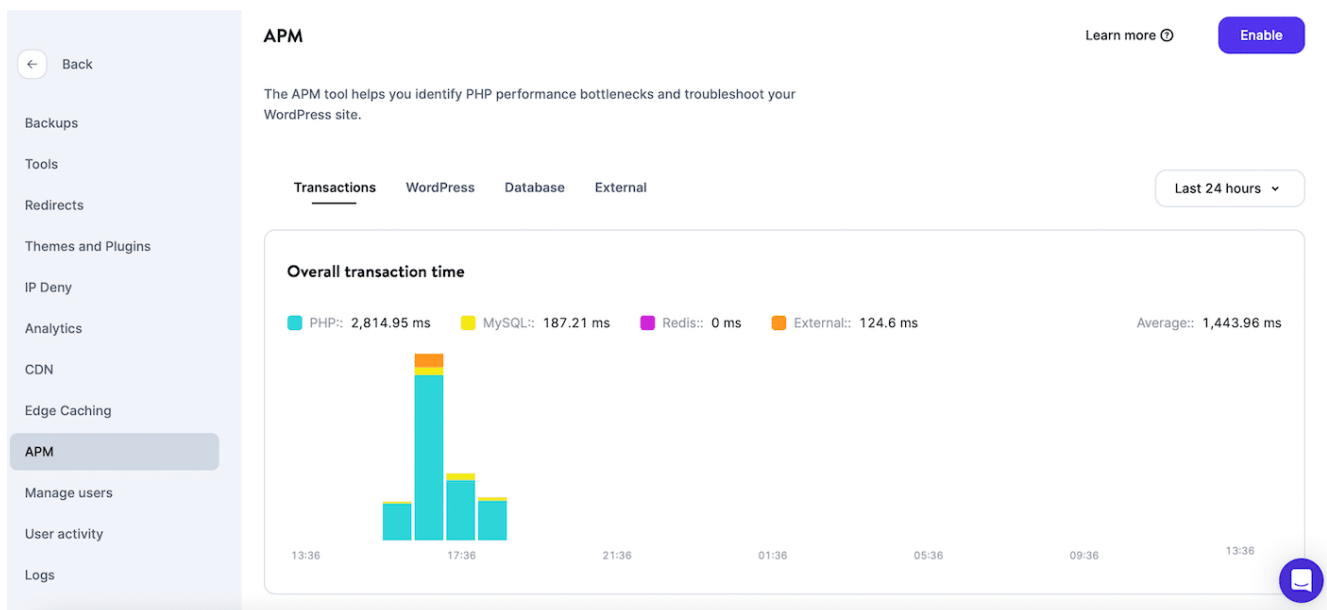 APM
Learn more
Enable
Back
The APM tool helps you identify PHP performance bottlenecks and troubleshoot your
WordPress site.
Backups
Tools
Redirects
Themes and Plugins
IP Deny
Analytics
CDN
Edge Caching
APM
Manage users
User activity
Logs
Transactions WordPress Database External
Last 24 hours
Overall transaction time
PHP:: 2,814.95 ms MySQL:: 187.21 ms Redis:: 0 ms External:: 124.6 ms Average:: 1,443.96 ms
13:36 17:36 21:36 01:36 05:36 09:36 13:36